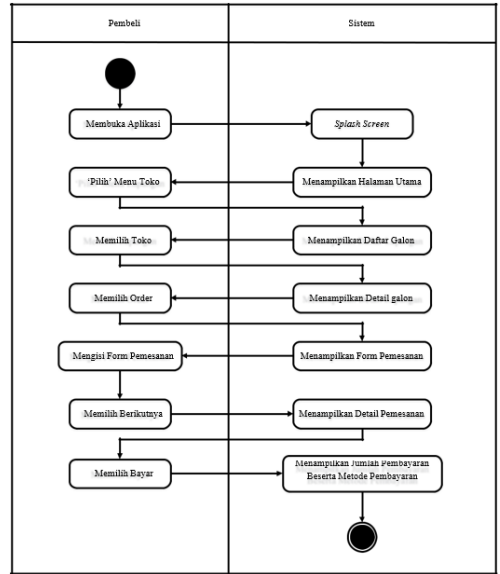 Pembeli
Sistem
Membuka Aplikasi
Splash Screen
‘Pilih’ Menu Toko
Menampilkan Halaman Utama
Memilih Toko
Menampilkan Daftar Galon
Memilih Order
Menampilkan Detail galon
Mengisi Form Pemesanan
Menampilkan Form Pemesanan
Memilih Berikutnya
Menampilkan Detail Pemesanan
Memilih Bayar
Menampilkan Jumlah Pembayaran
Beserta Metode Pembayaran